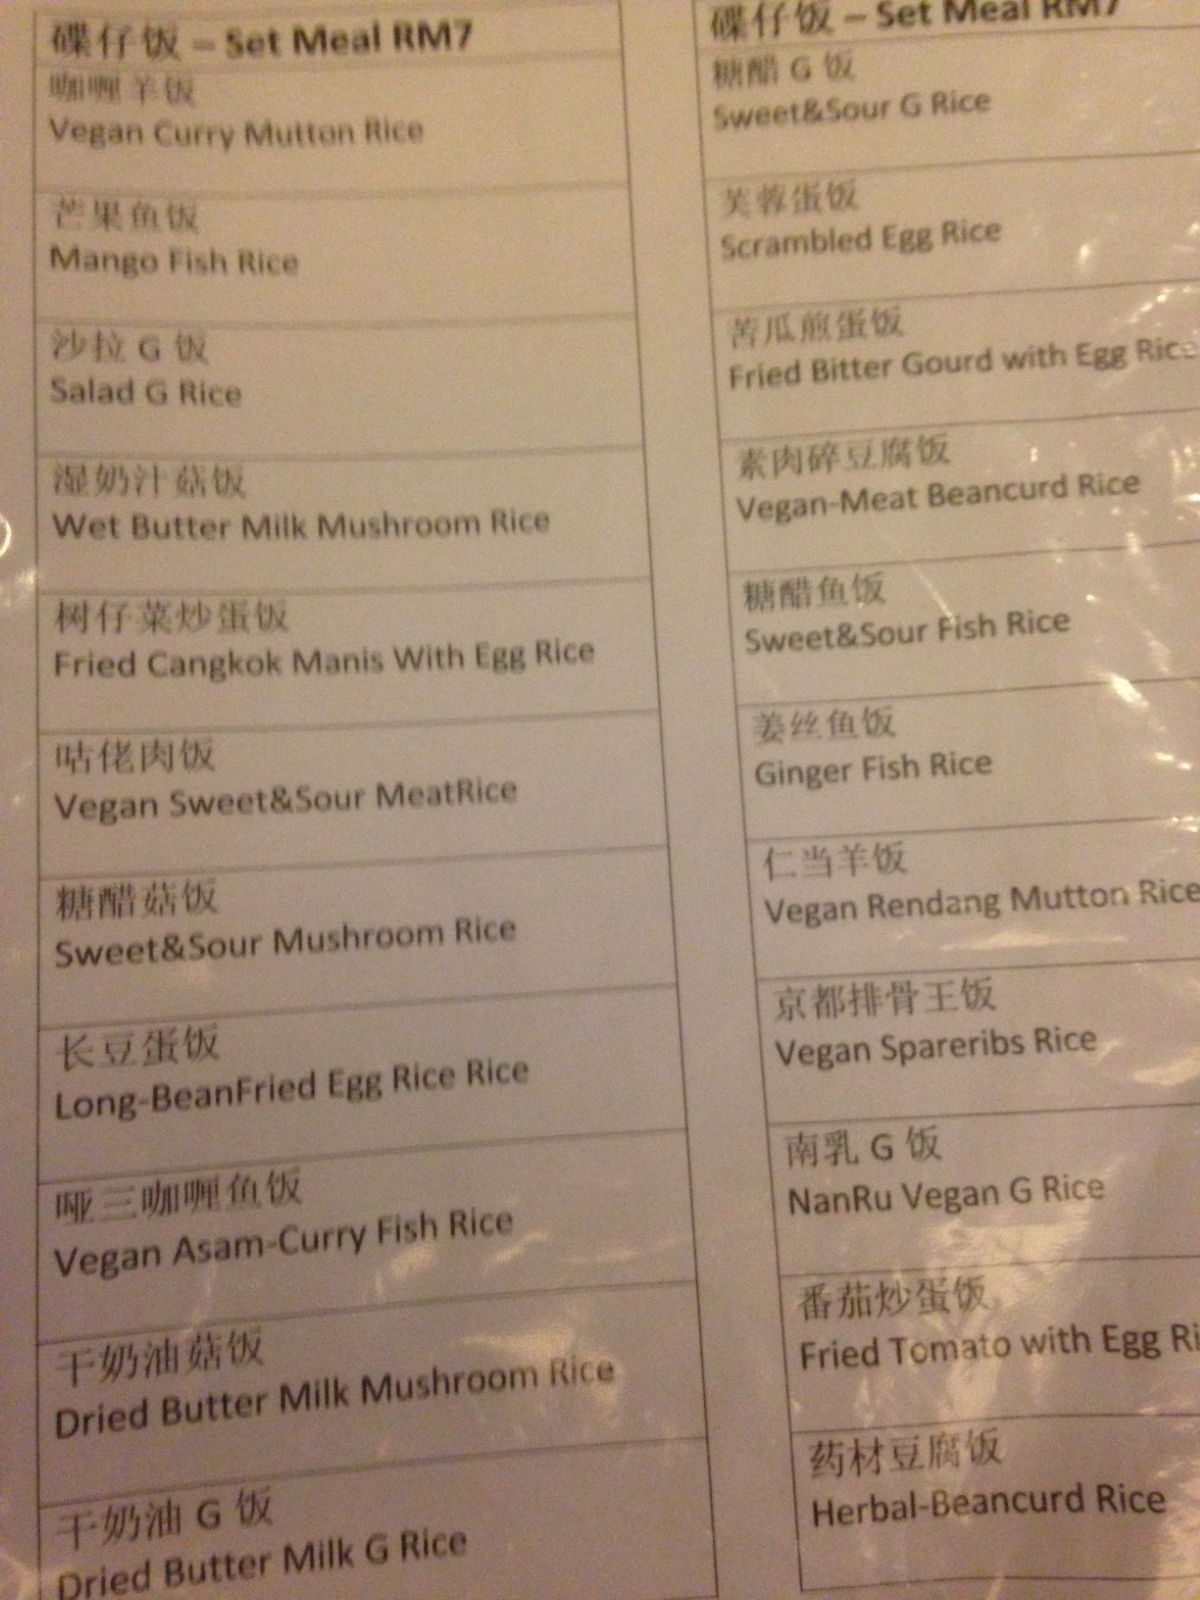 碟仔饭 – Set Meal RM7
咖喱羊饭
Vegan Curry Mutton Rice
芒果鱼饭
Mango Fish Rice
沙拉 G 饭
Salad G Rice
湿奶汁菇饭
Wet Butter Milk Mushroom Rice
树仔菜炒蛋饭
Fried Cangkok Manis With Egg Rice
咕佬肉饭
Vegan Sweet&Sour MeatRice
糖醋菇饭
Sweet&Sour Mushroom Rice
长豆蛋饭
Long-BeanFried Egg Rice Rice
哑三咖喱鱼饭
Vegan Asam-Curry Fish Rice
干奶油菇饭
Dried Butter Milk Mushroom Rice
干奶油 G 饭
Dried Butter Milk G Rice
碟仔饭 – Set Meal RM7
糖醋 G 饭
Sweet&Sour G Rice
芙蓉蛋饭
Scrambled Egg Rice
苦瓜煎蛋饭
Fried Bitter Gourd with Egg Rice
素肉碎豆腐饭
Vegan-Meat Beancurd Rice
糖醋鱼饭
Sweet&Sour Fish Rice
姜丝鱼饭
Ginger Fish Rice
仁当羊饭
Vegan Rendang Mutton Rice
京都排骨王饭
Vegan Spareribs Rice
南乳 G 饭
NanRu Vegan G Rice
番茄炒蛋饭
Fried Tomato with Egg Ri
药材豆腐饭
Herbal-Beancurd Rice